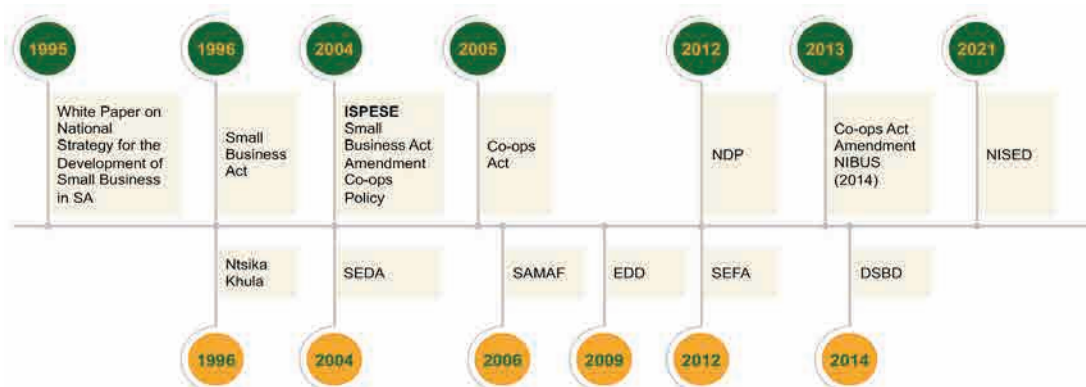 1995
1996
2004
2005
2012
2013
2021
White Paper on
National
Strategy for the
Development of
Small Business
in SA
Small
Business
Act
ISPESE
Small
Business Act
Amendment
Co-ops
Policy
Co-ops
Act
NDP
Co-ops Act
Amendment
NIBUS
(2014)
NISED
Ntsika
Khula
SEDA
SAMAF
EDD
SEFA
DSBD
1996
2004
2006
2009
2012
2014